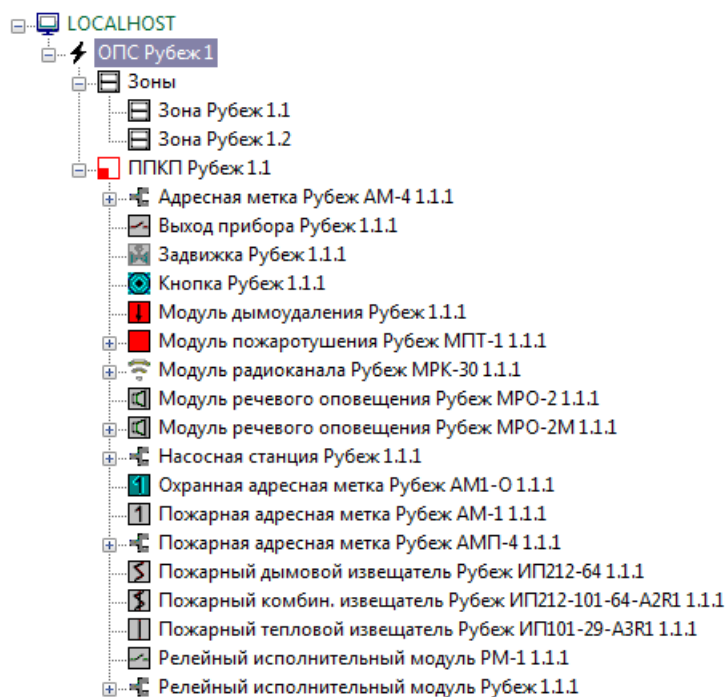 LOCALHOST
ОПС Рубеж 1
Зоны
Зона Рубеж 1.1
Зона Рубеж 1.2
ППКП Рубеж 1.1
Адресная метка Рубеж АМ-4 1.1.1
Выход прибора Рубеж 1.1.1
Задвижка Рубеж 1.1.1
Кнопка Рубеж 1.1.1
Модуль дымоудаления Рубеж 1.1.1
Модуль пожаротушения Рубеж МПТ-1 1.1.1
Модуль радиоканала Рубеж МРК-30 1.1.1
Модуль речевого оповещения Рубеж МРО-2 1.1.1
Модуль речевого оповещения Рубеж МРО-2М 1.1.1
Насосная станция Рубеж 1.1.1
Охранная адресная метка Рубеж АМ1-О 1.1.1
Пожарная адресная метка Рубеж АМ-1 1.1.1
Пожарная адресная метка Рубеж АМП-4 1.1.1
Пожарный дымовой извещатель Рубеж ИП212-64 1.1.1
Пожарный комбин. извещатель Рубеж ИП212-101-64-A2R1 1.1.1
Пожарный тепловой извещатель Рубеж ИП101-29-A3R1 1.1.1
Релейный исполнительный модуль РМ-1 1.1.1
Релейный исполнительный модуль Рубеж 1.1.1